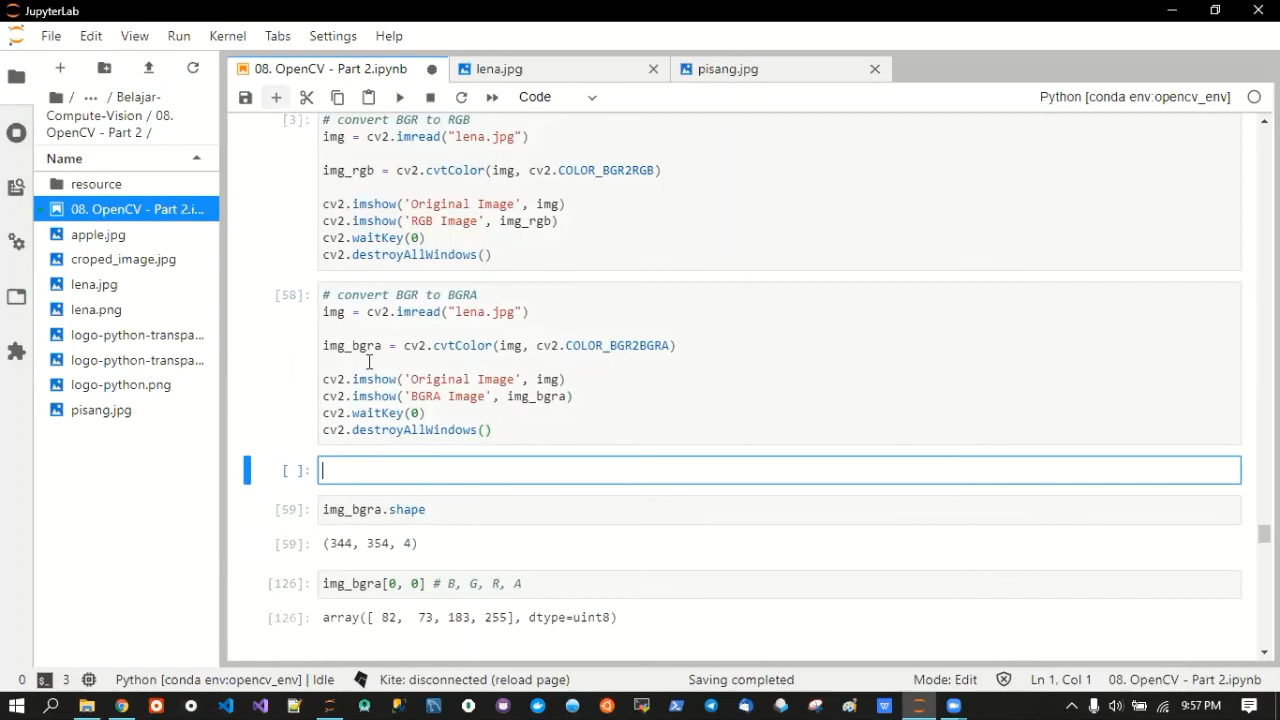 JupyterLab
File Edit View Run Kernel Tabs Settings Help
08. OpenCV - Part 2.ipynb
lena.jpg
pisang.jpg
/ ... / Belajar-
Compute-Vision / 08.
OpenCV - Part 2 /
Code
Python [conda env:opencv_env]
Name
resource
08. OpenCV - Part 2.i...
apple.jpg
croped_image.jpg
lena.jpg
lena.png
logo-python-transpa...
logo-python-transpa...
logo-python.png
pisang.jpg
[3]: # convert BGR to RGB
img = cv2.imread("lena.jpg")
img_rgb = cv2.cvtColor(img, cv2.COLOR_BGR2RGB)
cv2.imshow('Original Image', img)
cv2.imshow('RGB Image', img_rgb)
cv2.waitKey(0)
cv2.destroyAllWindows()
[58]: # convert BGR to BGRA
img = cv2.imread("lena.jpg")
img_bgra = cv2.cvtColor(img, cv2.COLOR_BGR2BGRA)
cv2.imshow('Original Image', img)
cv2.imshow('BGRA Image', img_bgra)
cv2.waitKey(0)
cv2.destroyAllWindows()
[ ]:
[59]: img_bgra.shape
[59]: (344, 354, 4)
[126]: img_bgra[0, 0] # B, G, R, A
[126]: array([ 82,  73, 183, 255], dtype=uint8)
0 3 Python [conda env:opencv_env] | Idle Kite: disconnected (reload page) Saving completed Mode: Edit Ln 1, Col 1 08. OpenCV - Part 2.ipynb
9:57 PM